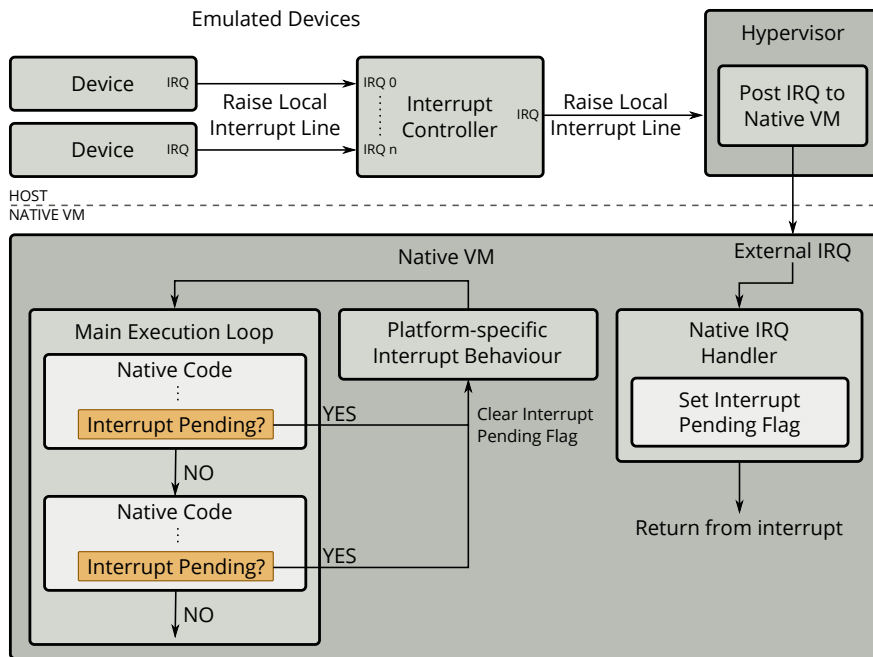 Emulated Devices
Device
IRQ
Device
IRQ
Raise Local
Interrupt Line
IRQ 0
IRQ n
Interrupt
Controller
IRQ
Raise Local
Interrupt Line
Hypervisor
Post IRQ to
Native VM
HOST
NATIVE VM
Native VM
External IRQ
Main Execution Loop
Native Code
Interrupt Pending?
YES
NO
Native Code
Interrupt Pending?
YES
NO
Platform-specific
Interrupt Behaviour
Clear Interrupt
Pending Flag
Native IRQ
Handler
Set Interrupt
Pending Flag
Return from interrupt